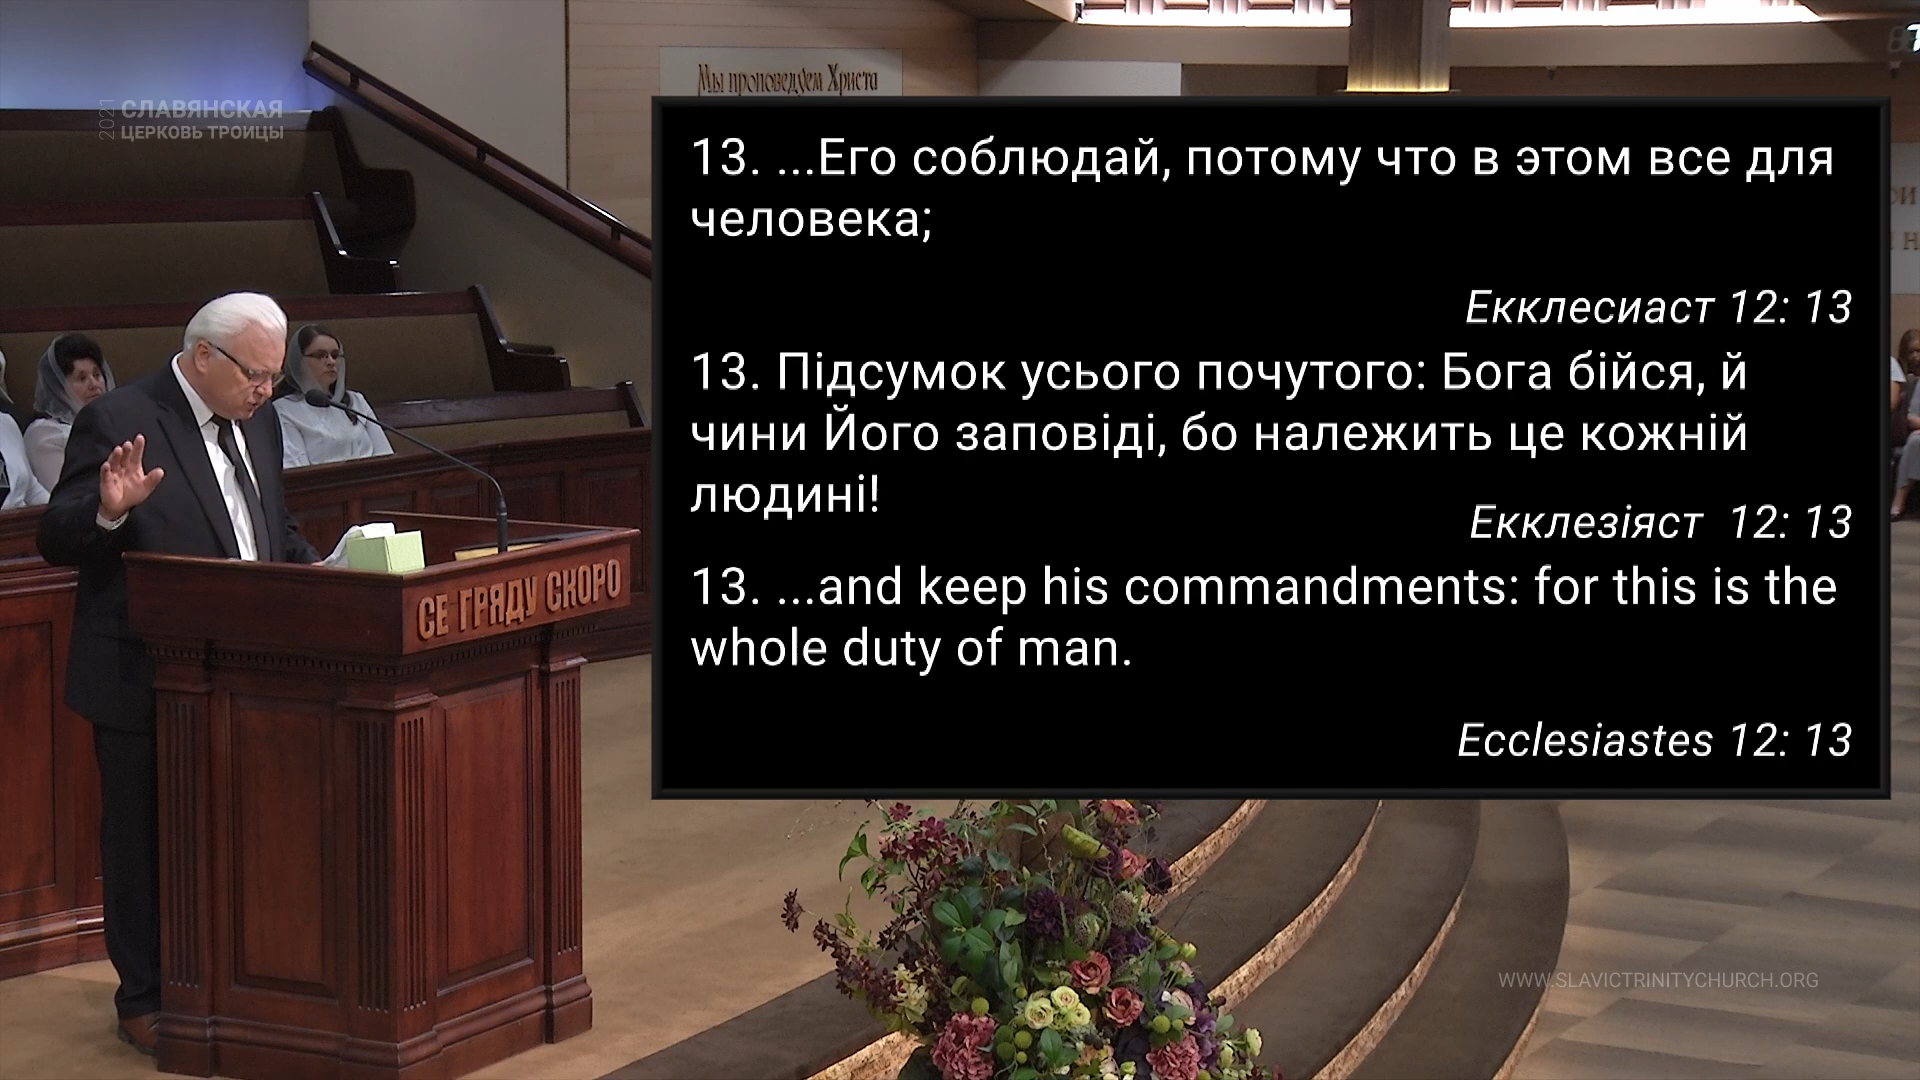 Мы проповедуем Христа
2021
СЛАВЯНСКАЯ
ЦЕРКОВЬ ТРОИЦЫ
13. ...Его соблюдай, потому что в этом все для
человека;
Екклесиаст 12: 13
13. Підсумок усього почутого: Бога бійся, й
чини Його заповіді, бо належить це кожній
людині!
Екклезіяст 12: 13
13. ...and keep his commandments: for this is the
whole duty of man.
Ecclesiastes 12: 13
СЕ ГРЯДУ СКОРО
WWW.SLAVICTRINITYCHURCH.ORG